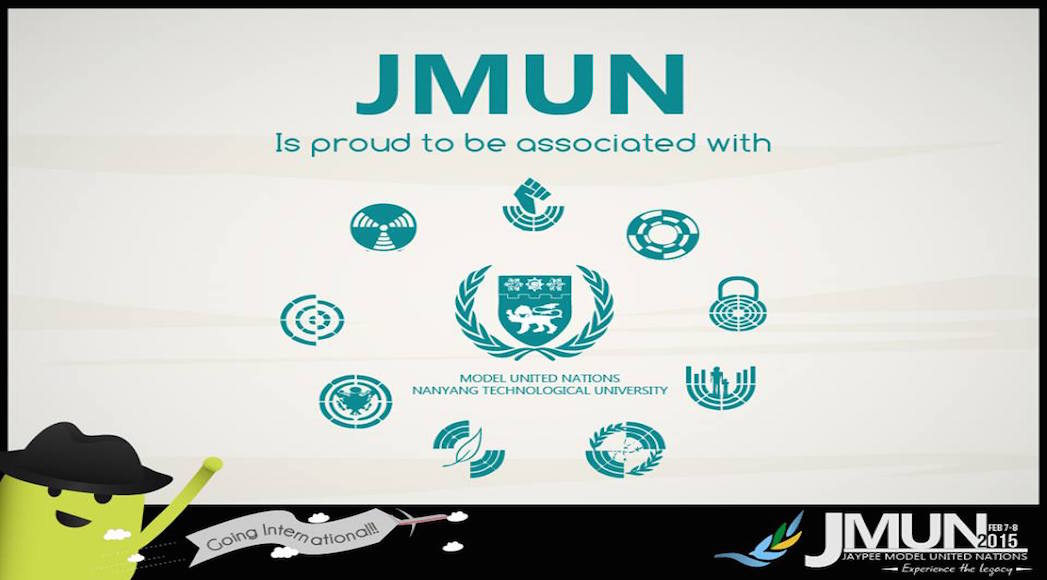 JMUN
Is proud to be associated with
MODEL UNITED NATIONS
NANYANG TECHNOLOGICAL UNIVERSITY
Going International!!!
JMUN
FEB 7-8
2015
JAYPEE MODEL UNITED NATIONS
Experience the legacy